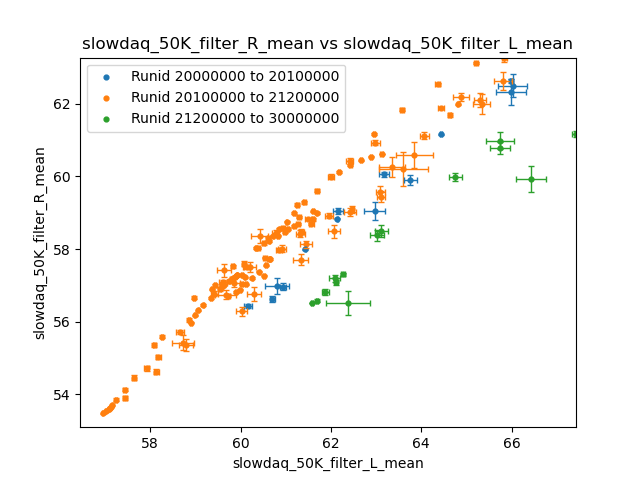 slowdaq_50K_filter_R_mean vs slowdaq_50K_filter_L_mean
Runid 20000000 to 20100000
Runid 20100000 to 21200000
Runid 21200000 to 30000000
slowdaq_50K_filter_R_mean
62
60
58
56
54
58
60
62
64
66
slowdaq_50K_filter_L_mean